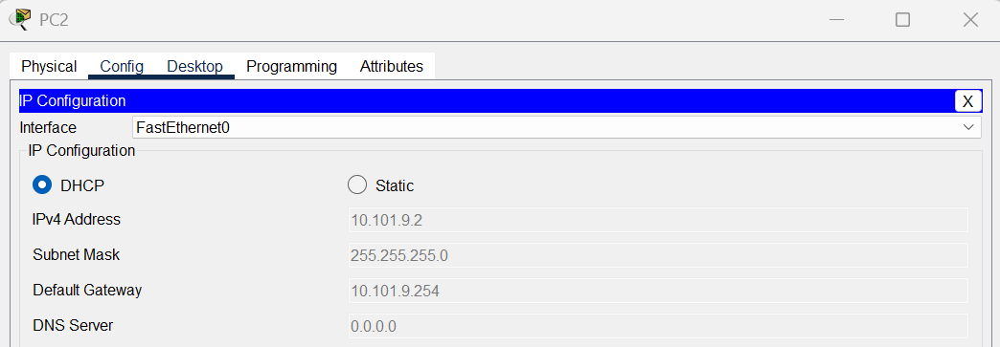 PC2
Physical Config Desktop Programming Attributes
IP Configuration X
Interface FastEthernet0
IP Configuration
DHCP Static
IPv4 Address 10.101.9.2
Subnet Mask 255.255.255.0
Default Gateway 10.101.9.254
DNS Server 0.0.0.0